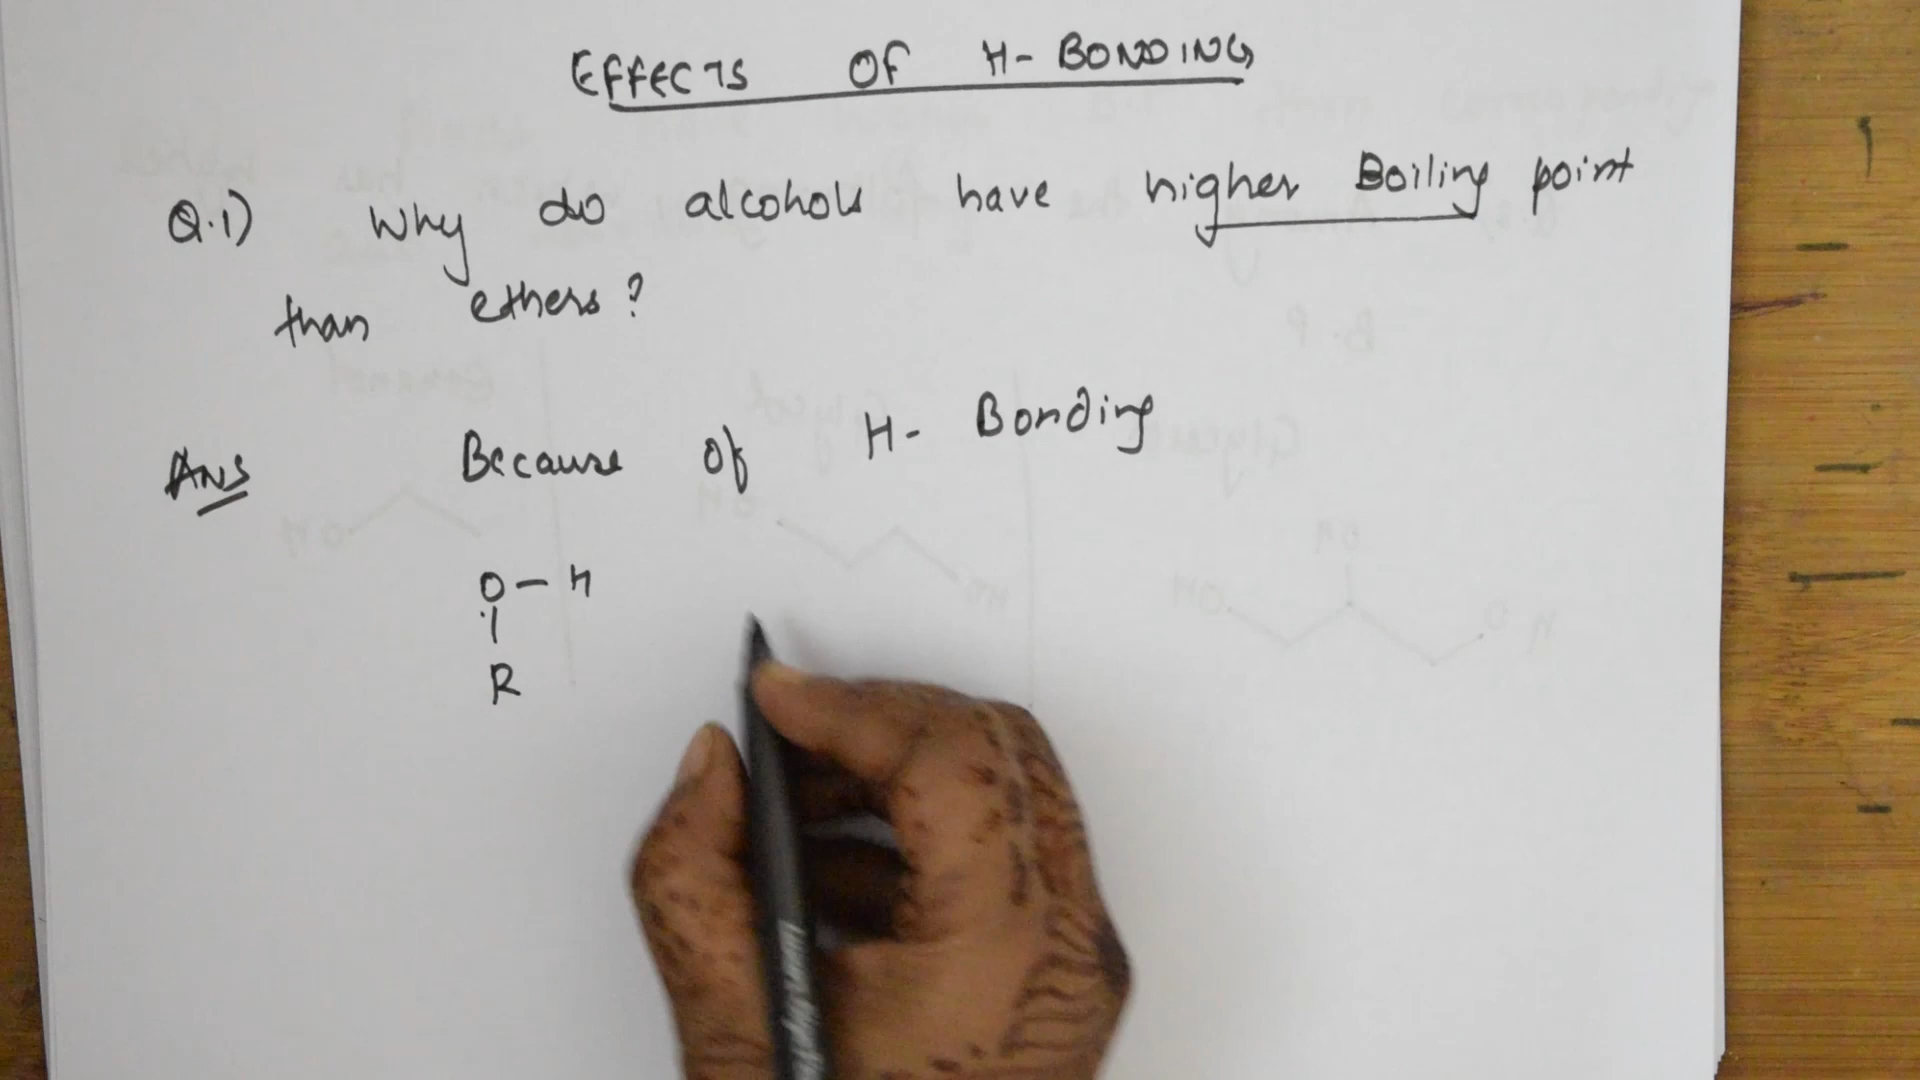 EFFECTS OF H-BONDING
Q.1) Why do alcohols have higher Boiling point
than ethers?
Ans Because of H- Bonding
O-H
R